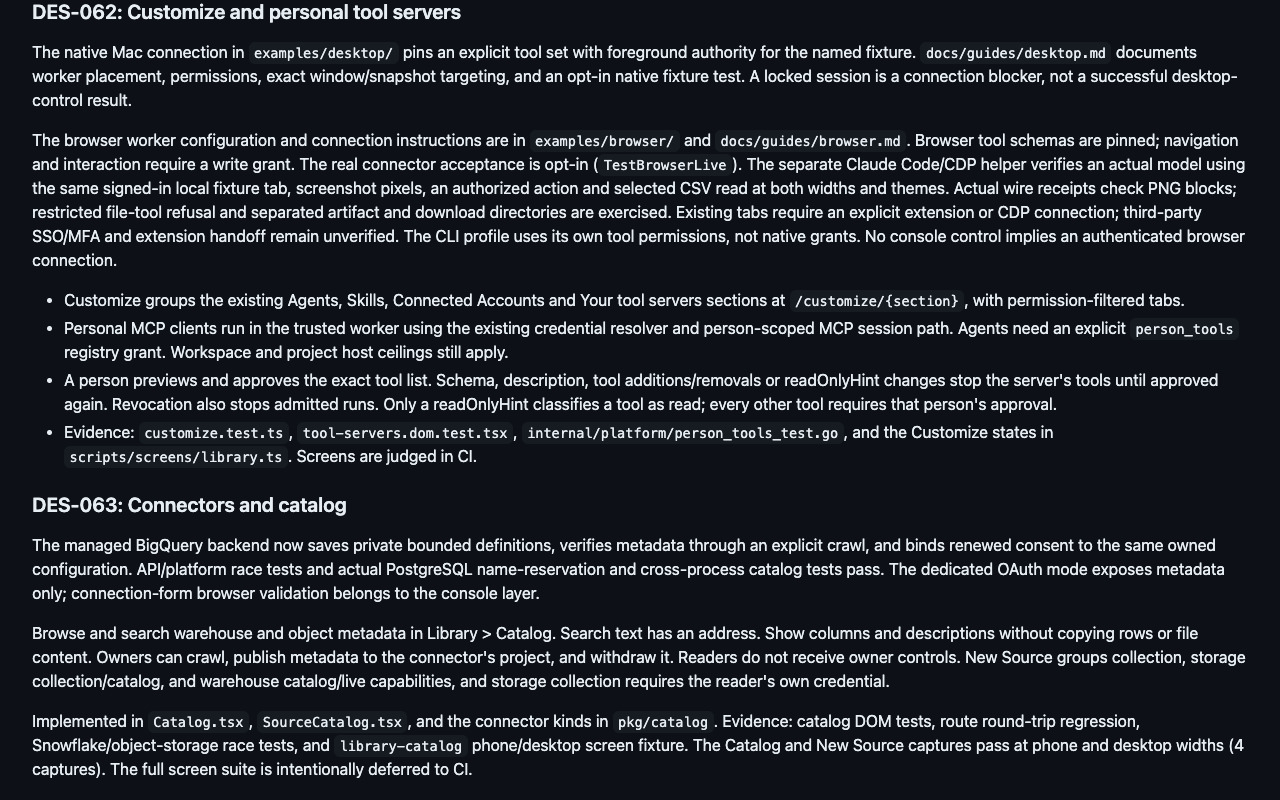 DES-062: Customize and personal tool servers
The native Mac connection in examples/desktop/ pins an explicit tool set with foreground authority for the named fixture. docs/guides/desktop.md documents
worker placement, permissions, exact window/snapshot targeting, and an opt-in native fixture test. A locked session is a connection blocker, not a successful desktop-
control result.
The browser worker configuration and connection instructions are in examples/browser/ and docs/guides/browser.md . Browser tool schemas are pinned; navigation
and interaction require a write grant. The real connector acceptance is opt-in ( TestBrowserLive ). The separate Claude Code/CDP helper verifies an actual model using
the same signed-in local fixture tab, screenshot pixels, an authorized action and selected CSV read at both widths and themes. Actual wire receipts check PNG blocks;
restricted file-tool refusal and separated artifact and download directories are exercised. Existing tabs require an explicit extension or CDP connection; third-party
SSO/MFA and extension handoff remain unverified. The CLI profile uses its own tool permissions, not native grants. No console control implies an authenticated browser
connection.
• Customize groups the existing Agents, Skills, Connected Accounts and Your tool servers sections at /customize/{section} , with permission-filtered tabs.
• Personal MCP clients run in the trusted worker using the existing credential resolver and person-scoped MCP session path. Agents need an explicit person_tools
registry grant. Workspace and project host ceilings still apply.
• A person previews and approves the exact tool list. Schema, description, tool additions/removals or readOnlyHint changes stop the server's tools until approved
again. Revocation also stops admitted runs. Only a readOnlyHint classifies a tool as read; every other tool requires that person's approval.
• Evidence: customize.test.ts , tool-servers.dom.test.tsx , internal/platform/person_tools_test.go , and the Customize states in
scripts/screens/library.ts . Screens are judged in CI.
DES-063: Connectors and catalog
The managed BigQuery backend now saves private bounded definitions, verifies metadata through an explicit crawl, and binds renewed consent to the same owned
configuration. API/platform race tests and actual PostgreSQL name-reservation and cross-process catalog tests pass. The dedicated OAuth mode exposes metadata
only; connection-form browser validation belongs to the console layer.
Browse and search warehouse and object metadata in Library > Catalog. Search text has an address. Show columns and descriptions without copying rows or file
content. Owners can crawl, publish metadata to the connector's project, and withdraw it. Readers do not receive owner controls. New Source groups collection, storage
collection/catalog, and warehouse catalog/live capabilities, and storage collection requires the reader's own credential.
Implemented in Catalog.tsx , SourceCatalog.tsx , and the connector kinds in pkg/catalog . Evidence: catalog DOM tests, route round-trip regression,
Snowflake/object-storage race tests, and library-catalog phone/desktop screen fixture. The Catalog and New Source captures pass at phone and desktop widths (4
captures). The full screen suite is intentionally deferred to CI.